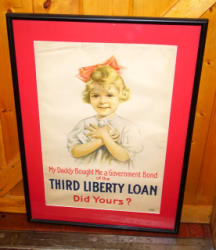 My Daddy Bought Me a Government Bond
of the
THIRD LIBERTY LOAN
Did Yours?